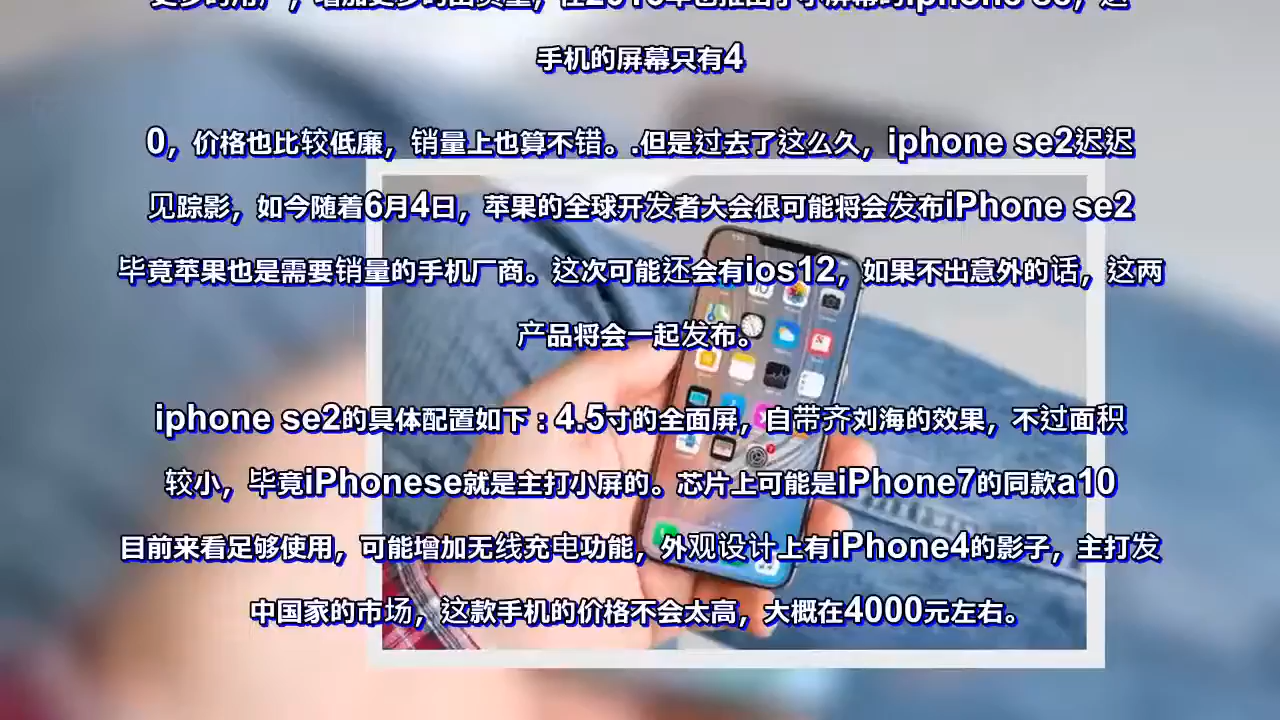 手机的屏幕只有4
0，价格也比较低廉，销量上也算不错。.但是过去了这么久，iphone se2迟迟
见踪影，如今随着6月4日，苹果的全球开发者大会很可能将会发布iPhone se2
毕竟苹果也是需要销量的手机厂商。这次可能还会有ios12，如果不出意外的话，这两
产品将会一起发布。
iphone se2的具体配置如下：4.5寸的全面屏，自带齐刘海的效果，不过面积
较小，毕竟iPhonese就是主打小屏的。芯片上可能是iPhone7的同款a10
目前来看足够使用，可能增加无线充电功能，外观设计上有iPhone4的影子，主打发
中国家的市场，这款手机的价格不会太高，大概在4000元左右。